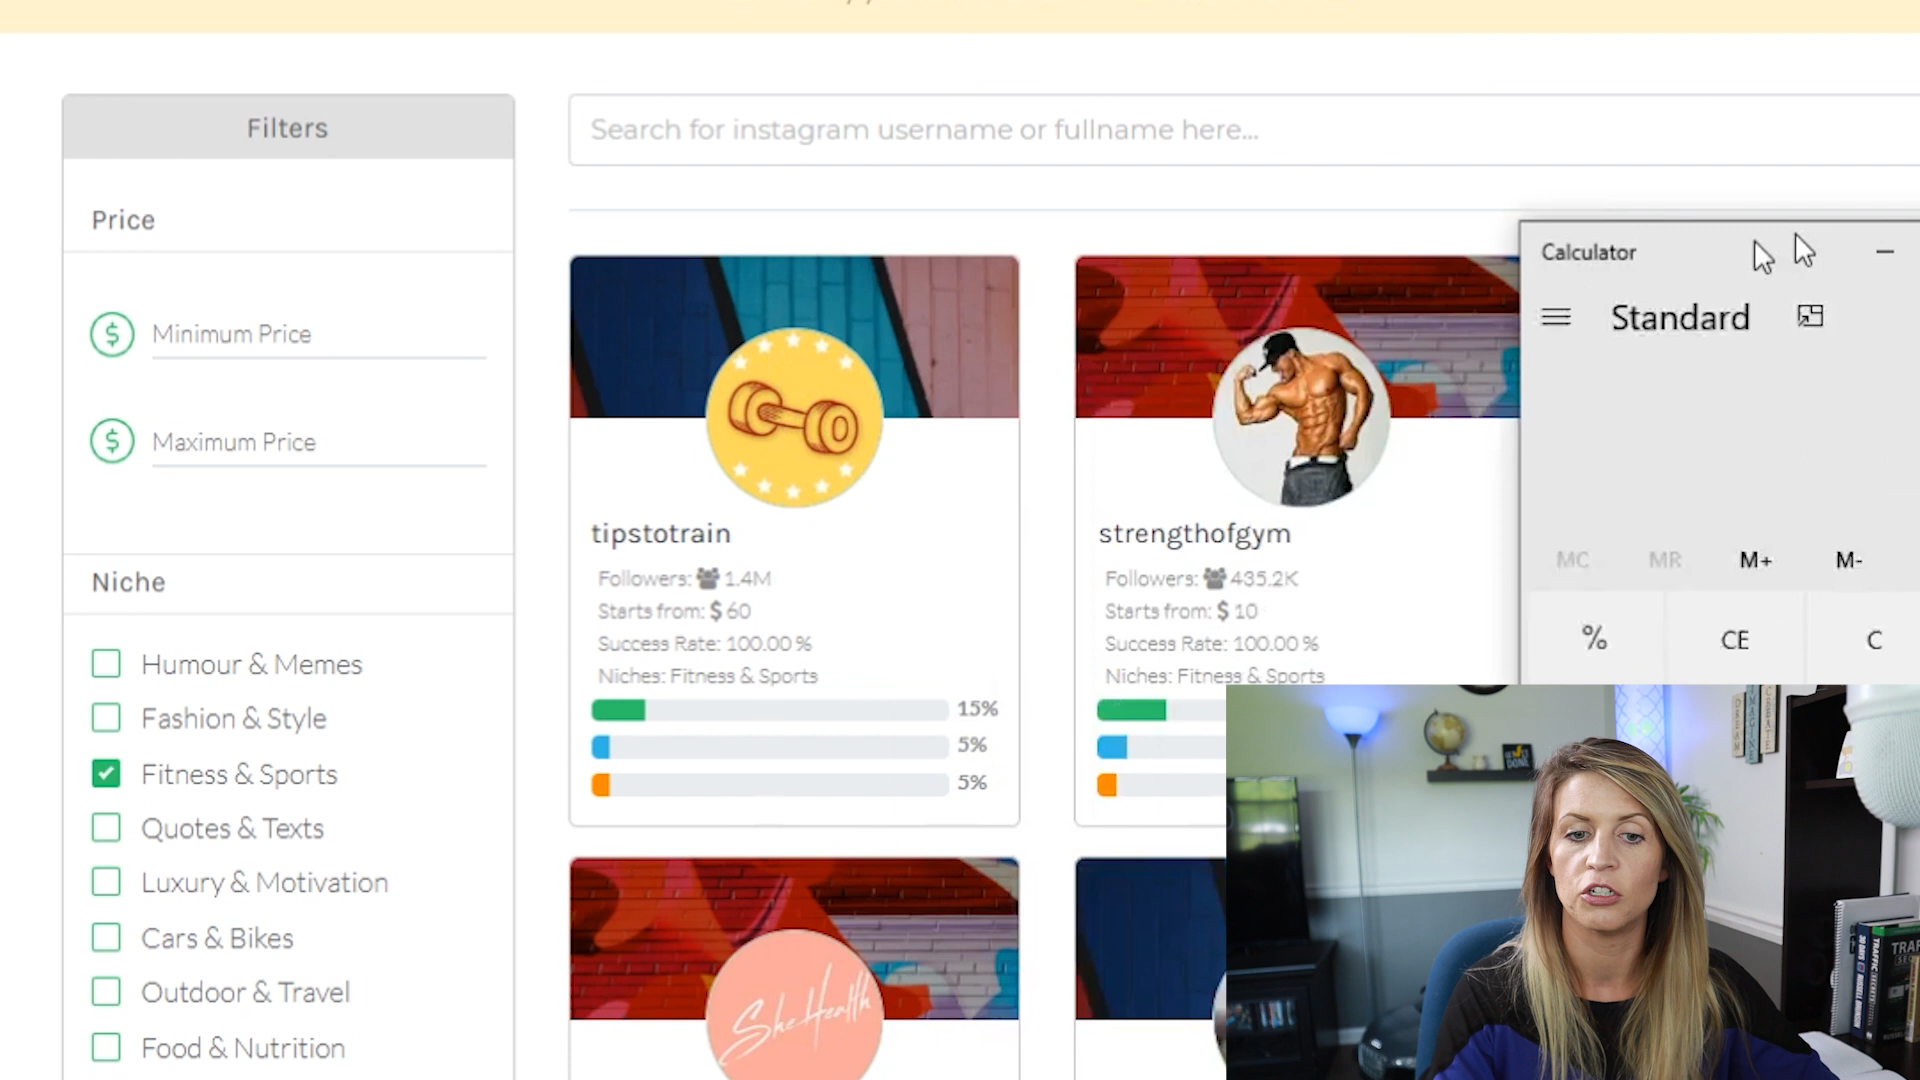 Filters
Price
Minimum Price
Maximum Price
Niche
Humour & Memes
Fashion & Style
Fitness & Sports
Quotes & Texts
Luxury & Motivation
Cars & Bikes
Outdoor & Travel
Food & Nutrition
Search for instagram username or fullname here...
tipstotrain
Followers: 1.4M
Starts from: $ 60
Success Rate: 100.00 %
Niches: Fitness & Sports
15%
5%
5%
strengthofgym
Followers: 435.2K
Starts from: $ 10
Success Rate: 100.00 %
Niches: Fitness & Sports
SheHealth
Calculator
Standard
MC MR M+ M-
% CE C